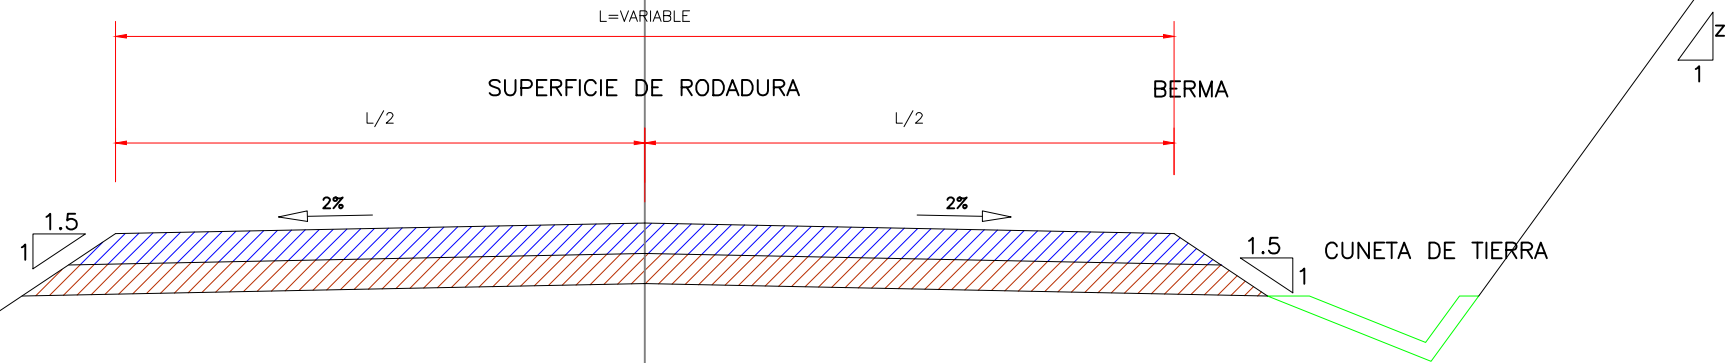 L=VARIABLE
z
1
SUPERFICIE DE RODADURA
BERMA
L/2
L/2
2%
2%
1.5
1
1.5
1
CUNETA DE TIERRA